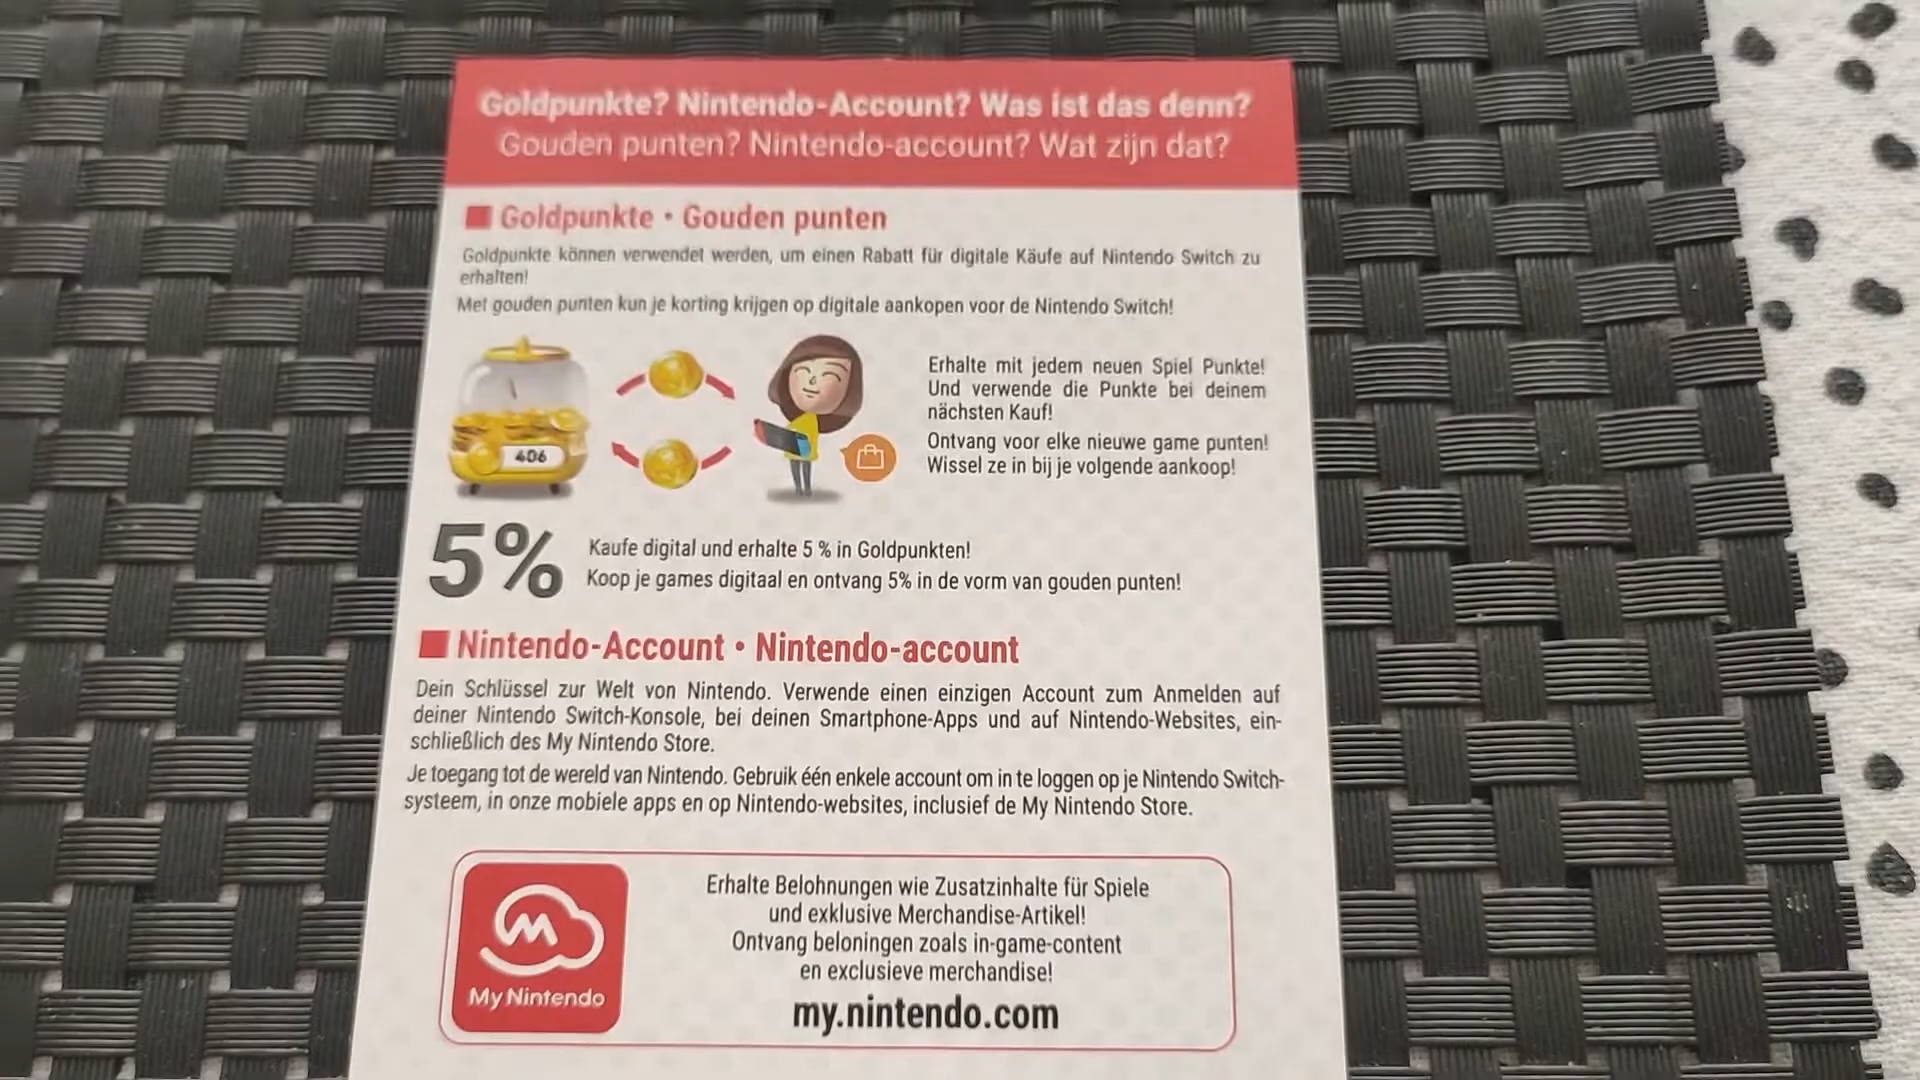 Goldpunkte? Nintendo-Account? Was ist das denn?
Gouden punten? Nintendo-account? Wat zijn dat?
Goldpunkte • Gouden punten
Goldpunkte können verwendet werden, um einen Rabatt für digitale Käufe auf Nintendo Switch zu
erhalten!
Met gouden punten kun je korting krijgen op digitale aankopen voor de Nintendo Switch!
Erhalte mit jedem neuen Spiel Punkte!
Und verwende die Punkte bei deinem
nächsten Kauf!
Ontvang voor elke nieuwe game punten!
Wissel ze in bij je volgende aankoop!
406
5%
Kaufe digital und erhalte 5 % in Goldpunkten!
Koop je games digitaal en ontvang 5% in de vorm van gouden punten!
Nintendo-Account • Nintendo-account
Dein Schlüssel zur Welt von Nintendo. Verwende einen einzigen Account zum Anmelden auf
deiner Nintendo Switch-Konsole, bei deinen Smartphone-Apps und auf Nintendo-Websites, ein-
schließlich des My Nintendo Store.
Je toegang tot de wereld van Nintendo. Gebruik één enkele account om in te loggen op je Nintendo Switch-
systeem, in onze mobiele apps en op Nintendo-websites, inclusief de My Nintendo Store.
My Nintendo
Erhalte Belohnungen wie Zusatzinhalte für Spiele
und exklusive Merchandise-Artikel!
Ontvang beloningen zoals in-game-content
en exclusieve merchandise!
my.nintendo.com